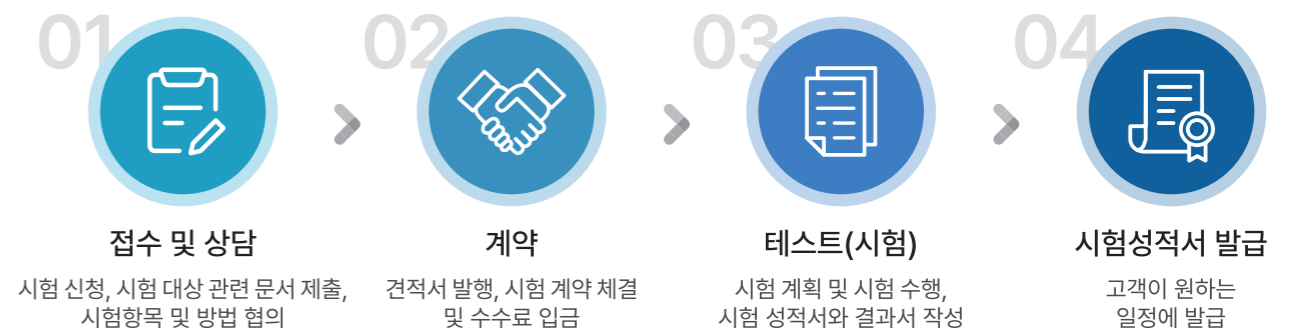 01
접수 및 상담
시험 신청, 시험 대상 관련 문서 제출,
시험항목 및 방법 협의
02
계약
견적서 발행, 시험 계약 체결
및 수수료 입금
03
테스트(시험)
시험 계획 및 시험 수행,
시험 성적서와 결과서 작성
04
시험성적서 발급
고객이 원하는
일정에 발급